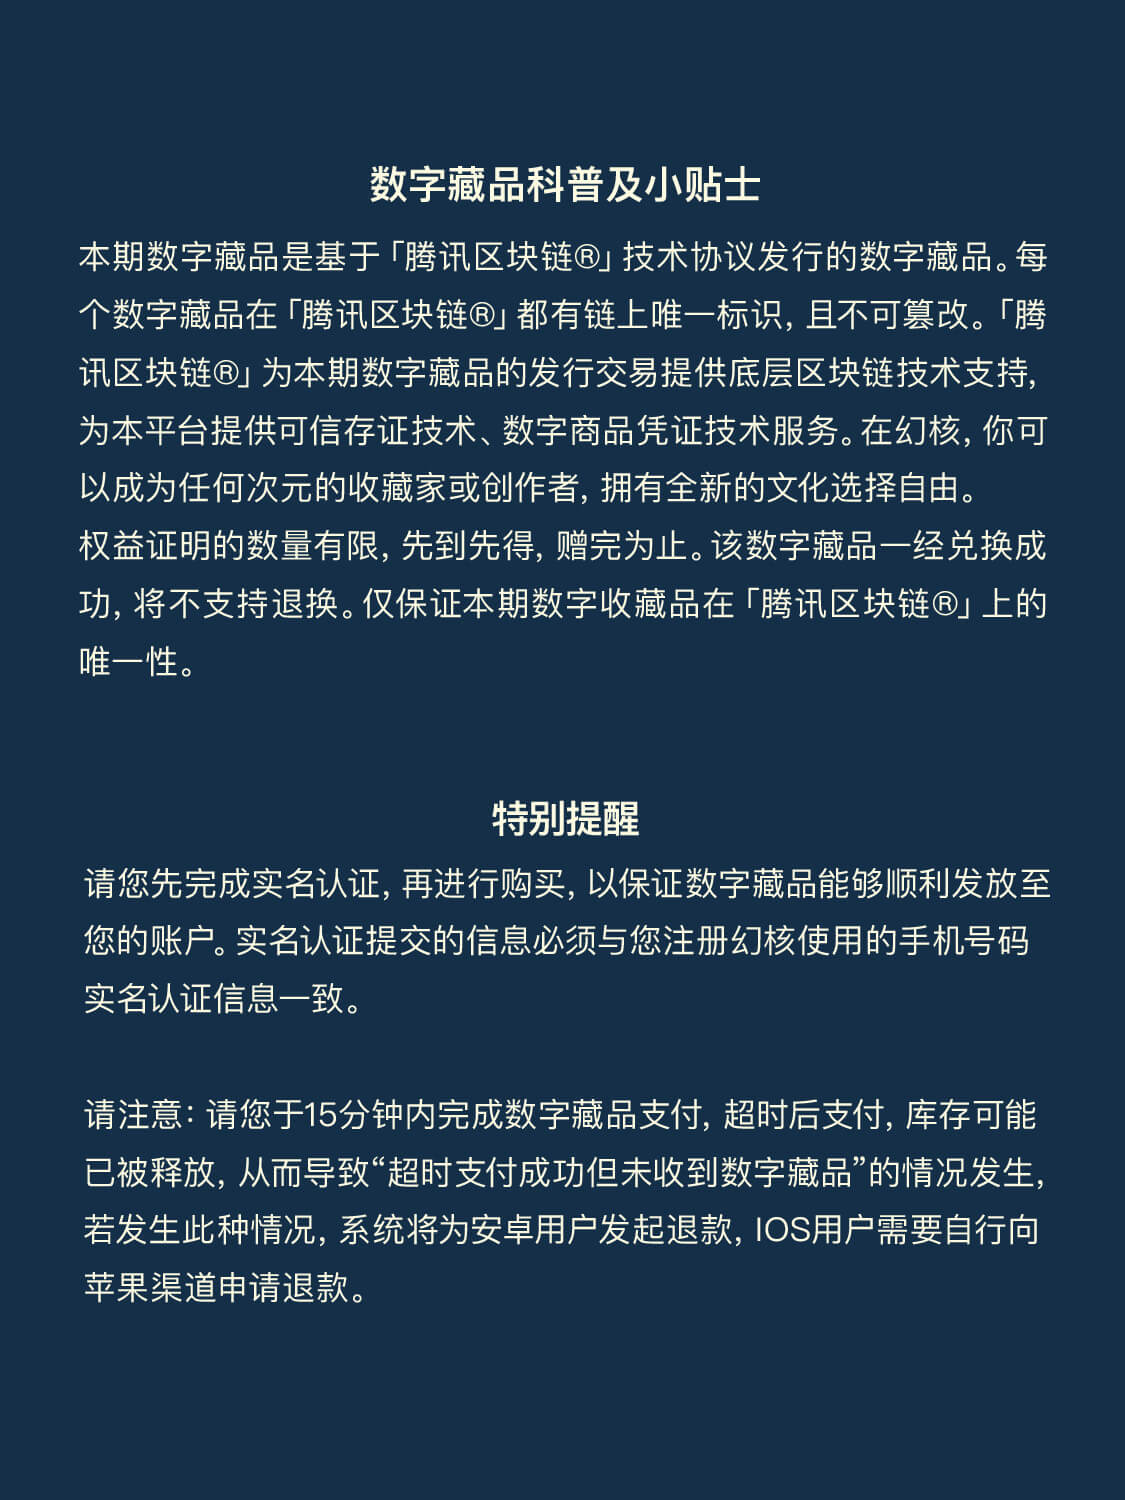 数字藏品科普及小贴士
本期数字藏品是基于「腾讯区块链®」技术协议发行的数字藏品。每
个数字藏品在「腾讯区块链®」都有链上唯一标识, 且不可篡改。「腾
讯区块链®」为本期数字藏品的发行交易提供底层区块链技术支持,
为本平台提供可信存证技术、数字商品凭证技术服务。在幻核, 你可
以成为任何次元的收藏家或创作者, 拥有全新的文化选择自由。
权益证明的数量有限, 先到先得, 赠完为止。该数字藏品一经兑换成
功, 将不支持退换。仅保证本期数字收藏品在「腾讯区块链®」上的
唯一性。
特别提醒
请您先完成实名认证, 再进行购买, 以保证数字藏品能够顺利发放至
您的账户。实名认证提交的信息必须与您注册幻核使用的手机号码
实名认证信息一致。
请注意: 请您于15分钟内完成数字藏品支付, 超时后支付, 库存可能
已被释放, 从而导致“超时支付成功但未收到数字藏品”的情况发生,
若发生此种情况, 系统将为安卓用户发起退款, IOS用户需要自行向
苹果渠道申请退款。